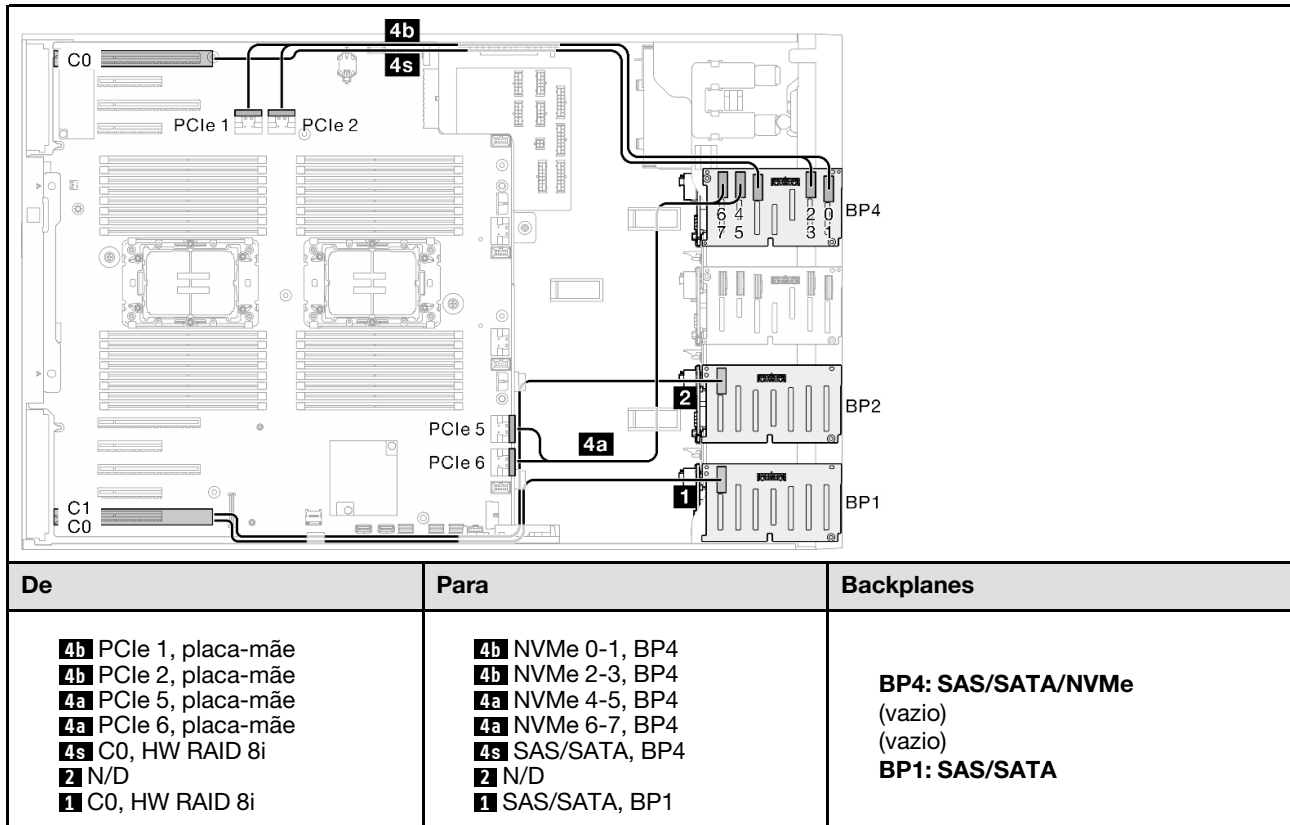 4b
4s
C0
PCIe 1
PCIe 2
6 4 2 0
7 5 3 1
BP4
2
BP2
PCIe 5
4a
PCIe 6
1
BP1
C1
C0
De
Para
Backplanes
4b PCIe 1, placa-mãe
4b PCIe 2, placa-mãe
4a PCIe 5, placa-mãe
4a PCIe 6, placa-mãe
4s C0, HW RAID 8i
2 N/D
1 C0, HW RAID 8i
4b NVMe 0-1, BP4
4b NVMe 2-3, BP4
4a NVMe 4-5, BP4
4a NVMe 6-7, BP4
4s SAS/SATA, BP4
2 N/D
1 SAS/SATA, BP1
BP4: SAS/SATA/NVMe
(vazio)
(vazio)
BP1: SAS/SATA